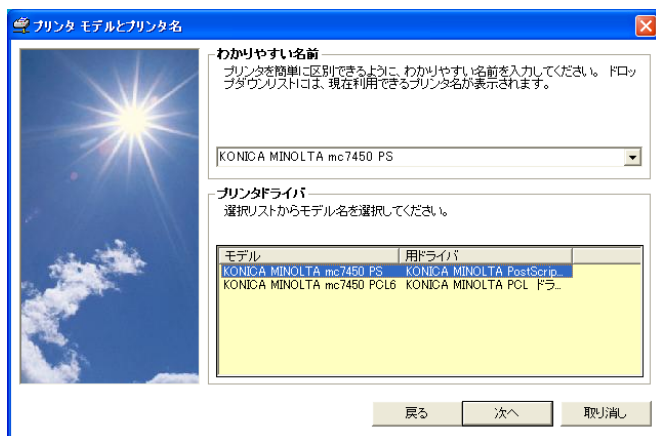 プリンタ モデルとプリンタ名
わかりやすい名前
プリンタを簡単に区別できるように、わかりやすい名前を入力してください。 ドロッ
プダウンリストには、現在利用できるプリンタ名が表示されます。
KONICA MINOLTA mc7450 PS
プリンタドライバ
選択リストからモデル名を選択してください。
モデル 用ドライバ
KONICA MINOLTA mc7450 PS KONICA MINOLTA PostScrip...
KONICA MINOLTA mc7450 PCL6 KONICA MINOLTA PCL ドラ...
戻る 次へ 取り消し